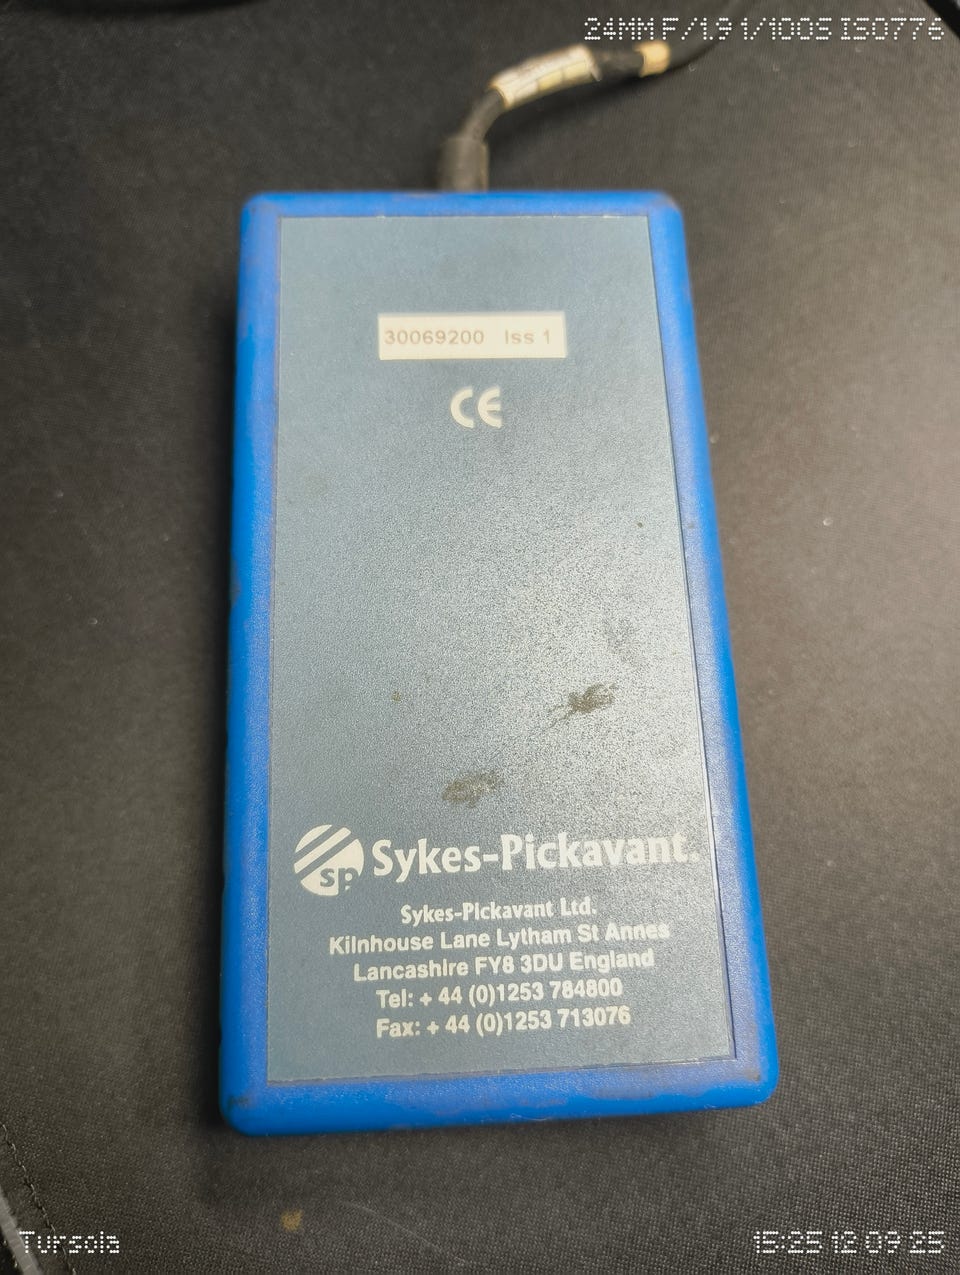 24MM F/1.9 1/100S ISO776
30069200 Iss 1
CE
sp Sykes-Pickavant.
Sykes-Pickavant Ltd.
Kilnhouse Lane Lytham St Annes
Lancashire FY8 3DU England
Tel: + 44 (0)1253 784800
Fax: + 44 (0)1253 713076
Tursola
15:25 12 09 25